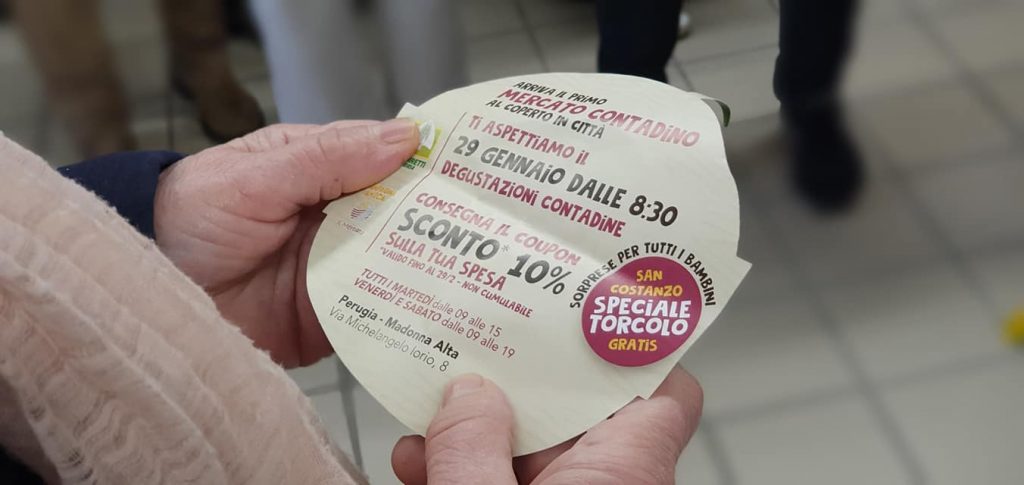 ARRIVA IL PRIMO
MERCATO CONTADINO
AL COPERTO IN CITTÀ
TI ASPETTIAMO IL
29 GENNAIO DALLE 8:30
DEGUSTAZIONI CONTADINE
CONSEGNA IL COUPON
SCONTO* 10%
SULLA TUA SPESA
*VALIDO FINO AL 29/2 - NON CUMULABILE
TUTTI I MARTEDÌ dalle 09 alle 15
VENERDÌ E SABATO dalle 09 alle 19
Perugia - Madonna Alta
Via Michelangelo Iorio, 8
SORPRESE PER TUTTI I BAMBINI
SAN
COSTANZO
SPECIALE
TORCOLO
GRATIS